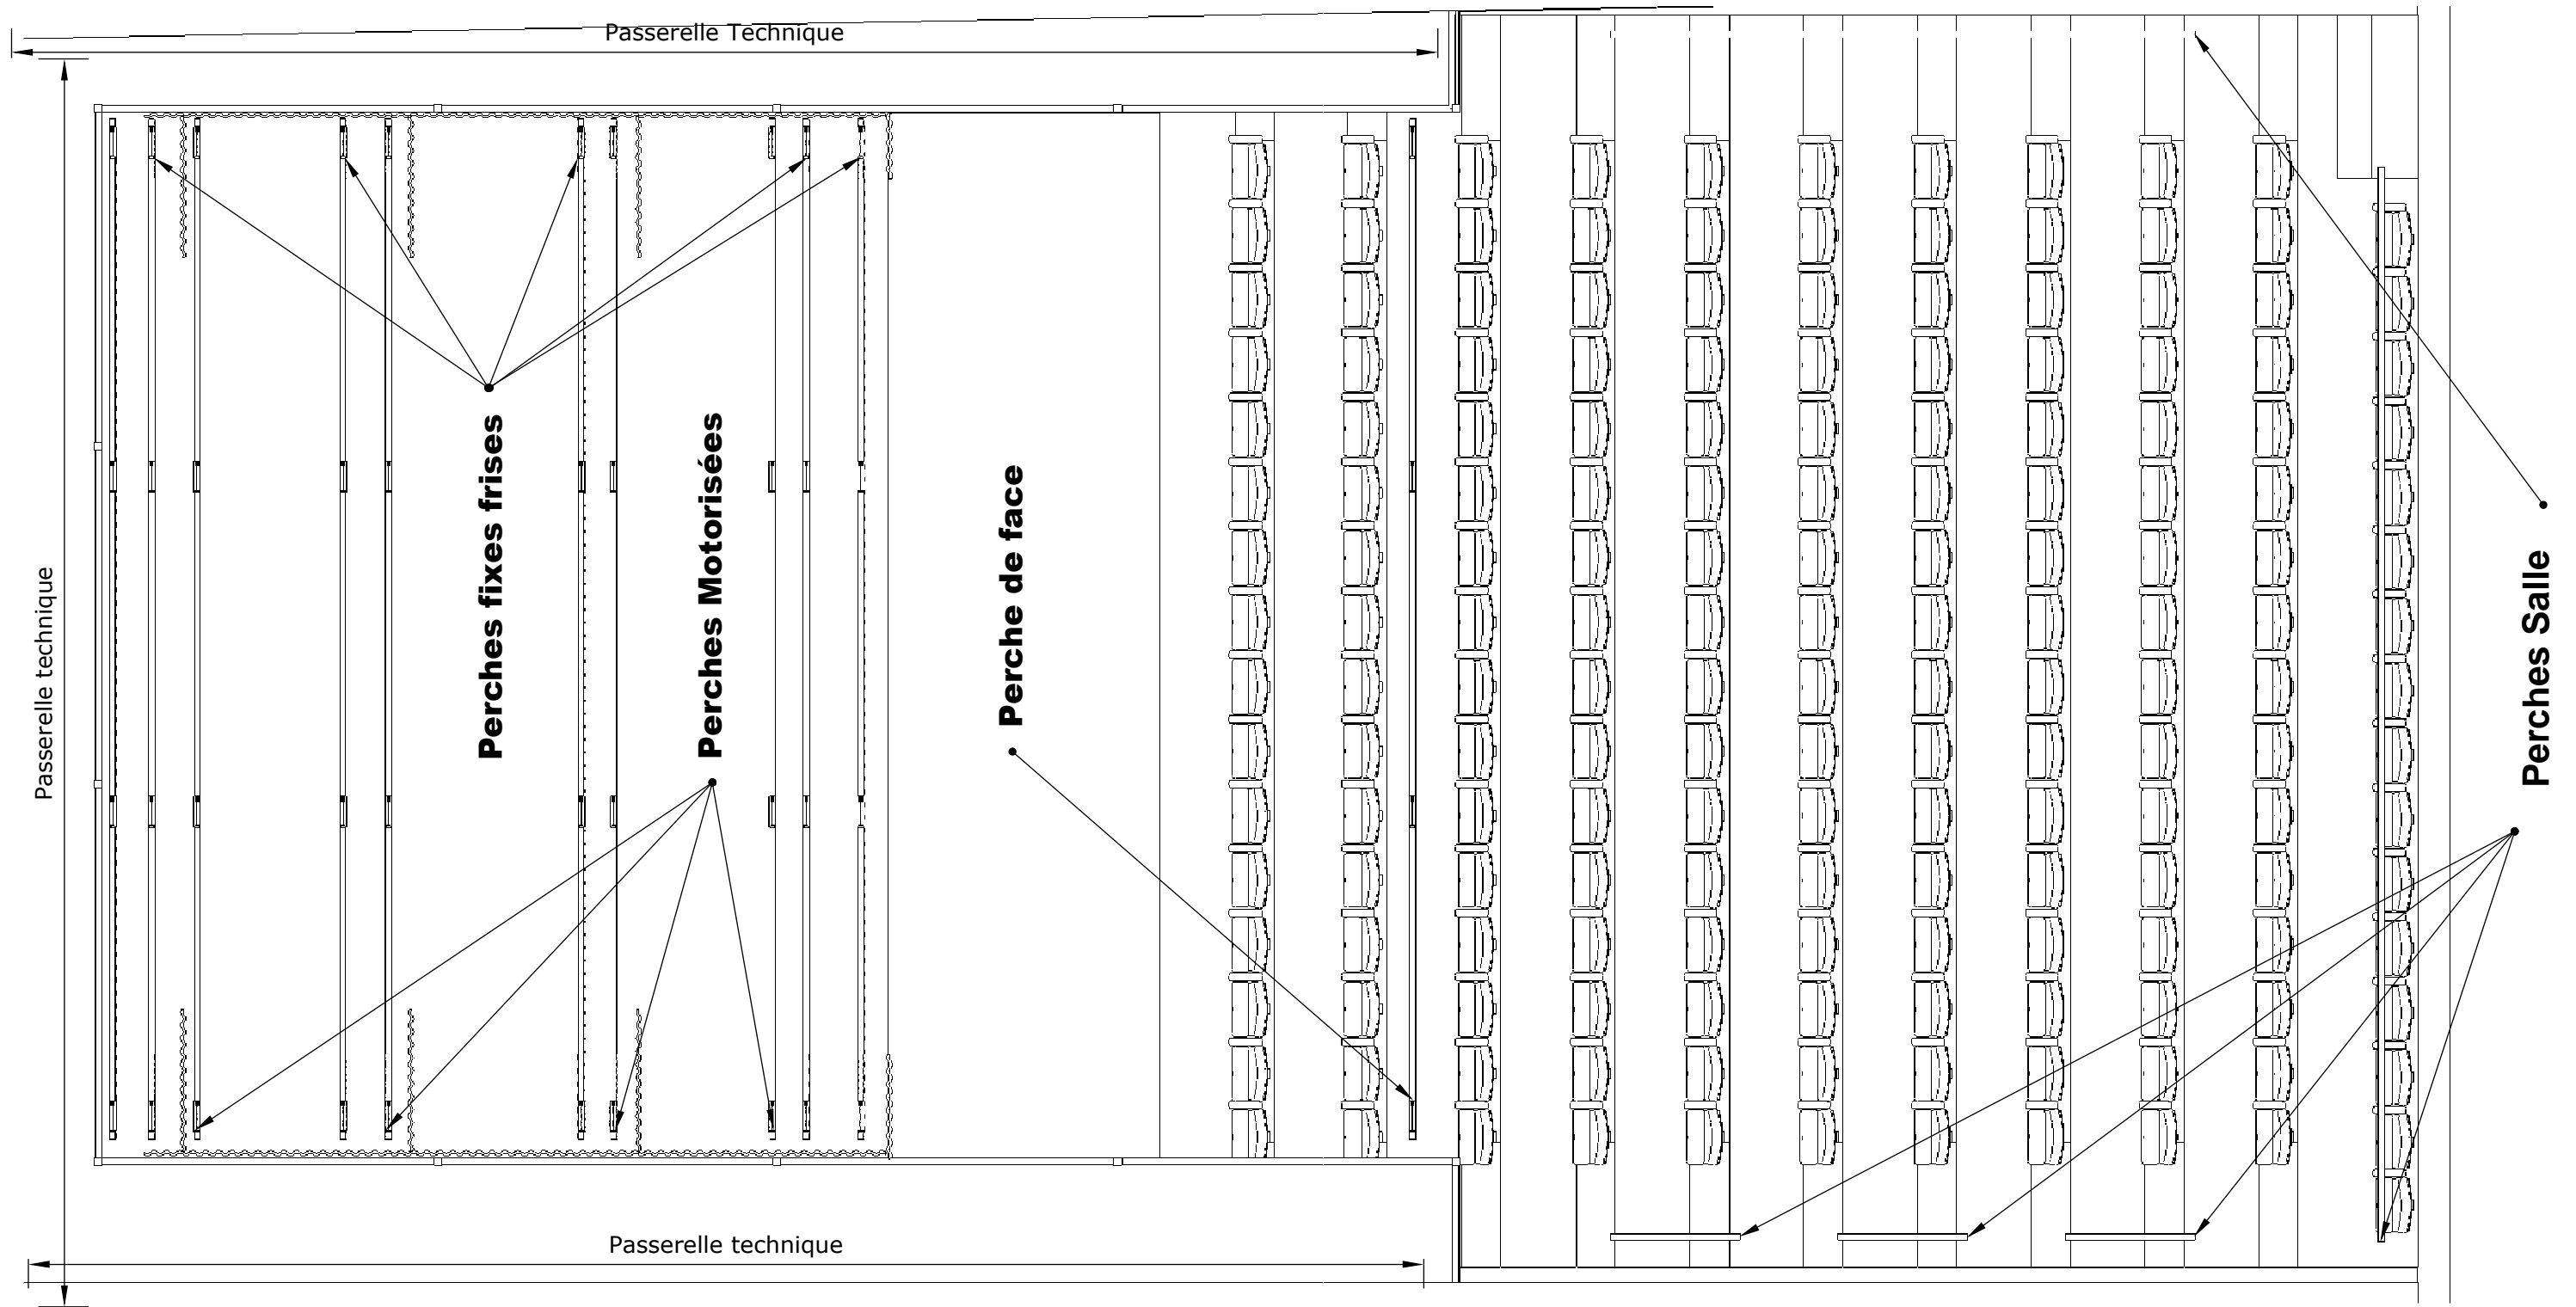 Passerelle Technique
Passerelle technique
Perches fixes frises
Perches Motorisées
Perche de face
Perches Salle
Passerelle technique